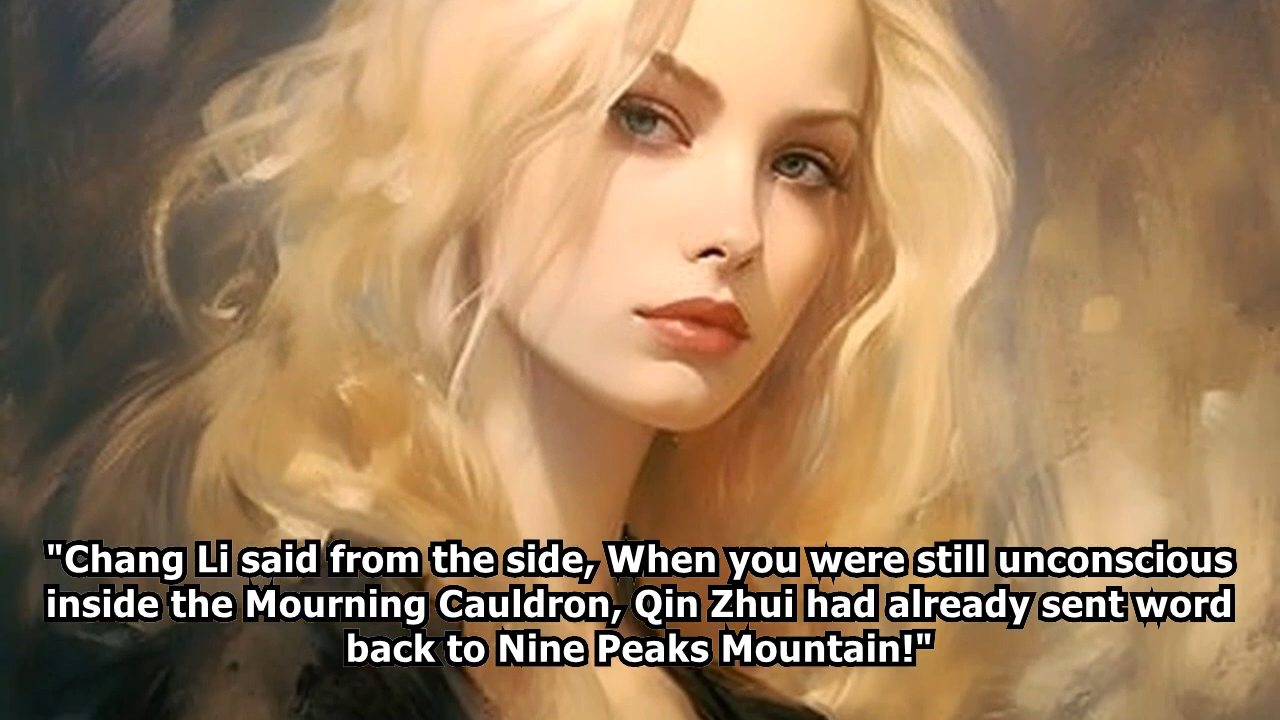 "Chang Li said from the side, When you were still unconscious
inside the Mourning Cauldron, Qin Zhui had already sent word
back to Nine Peaks Mountain!"